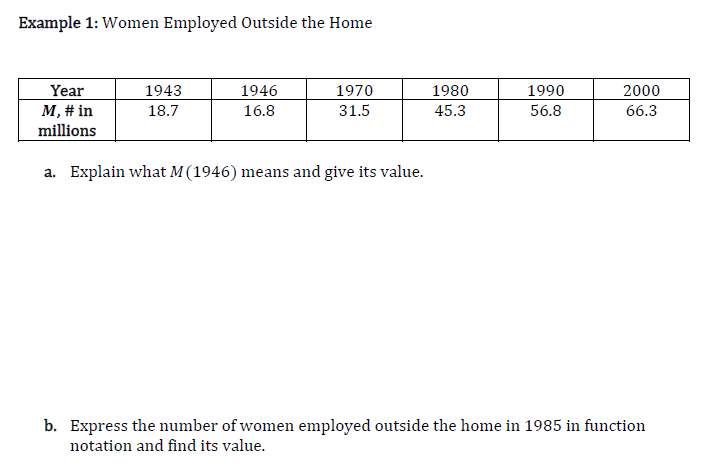 Example 1: Women Employed Outside the Home
Year 1943 1946 1970 1980 1990 2000
M, # in 18.7 16.8 31.5 45.3 56.8 66.3
millions
a. Explain what M(1946) means and give its value.
b. Express the number of women employed outside the home in 1985 in function
notation and find its value.